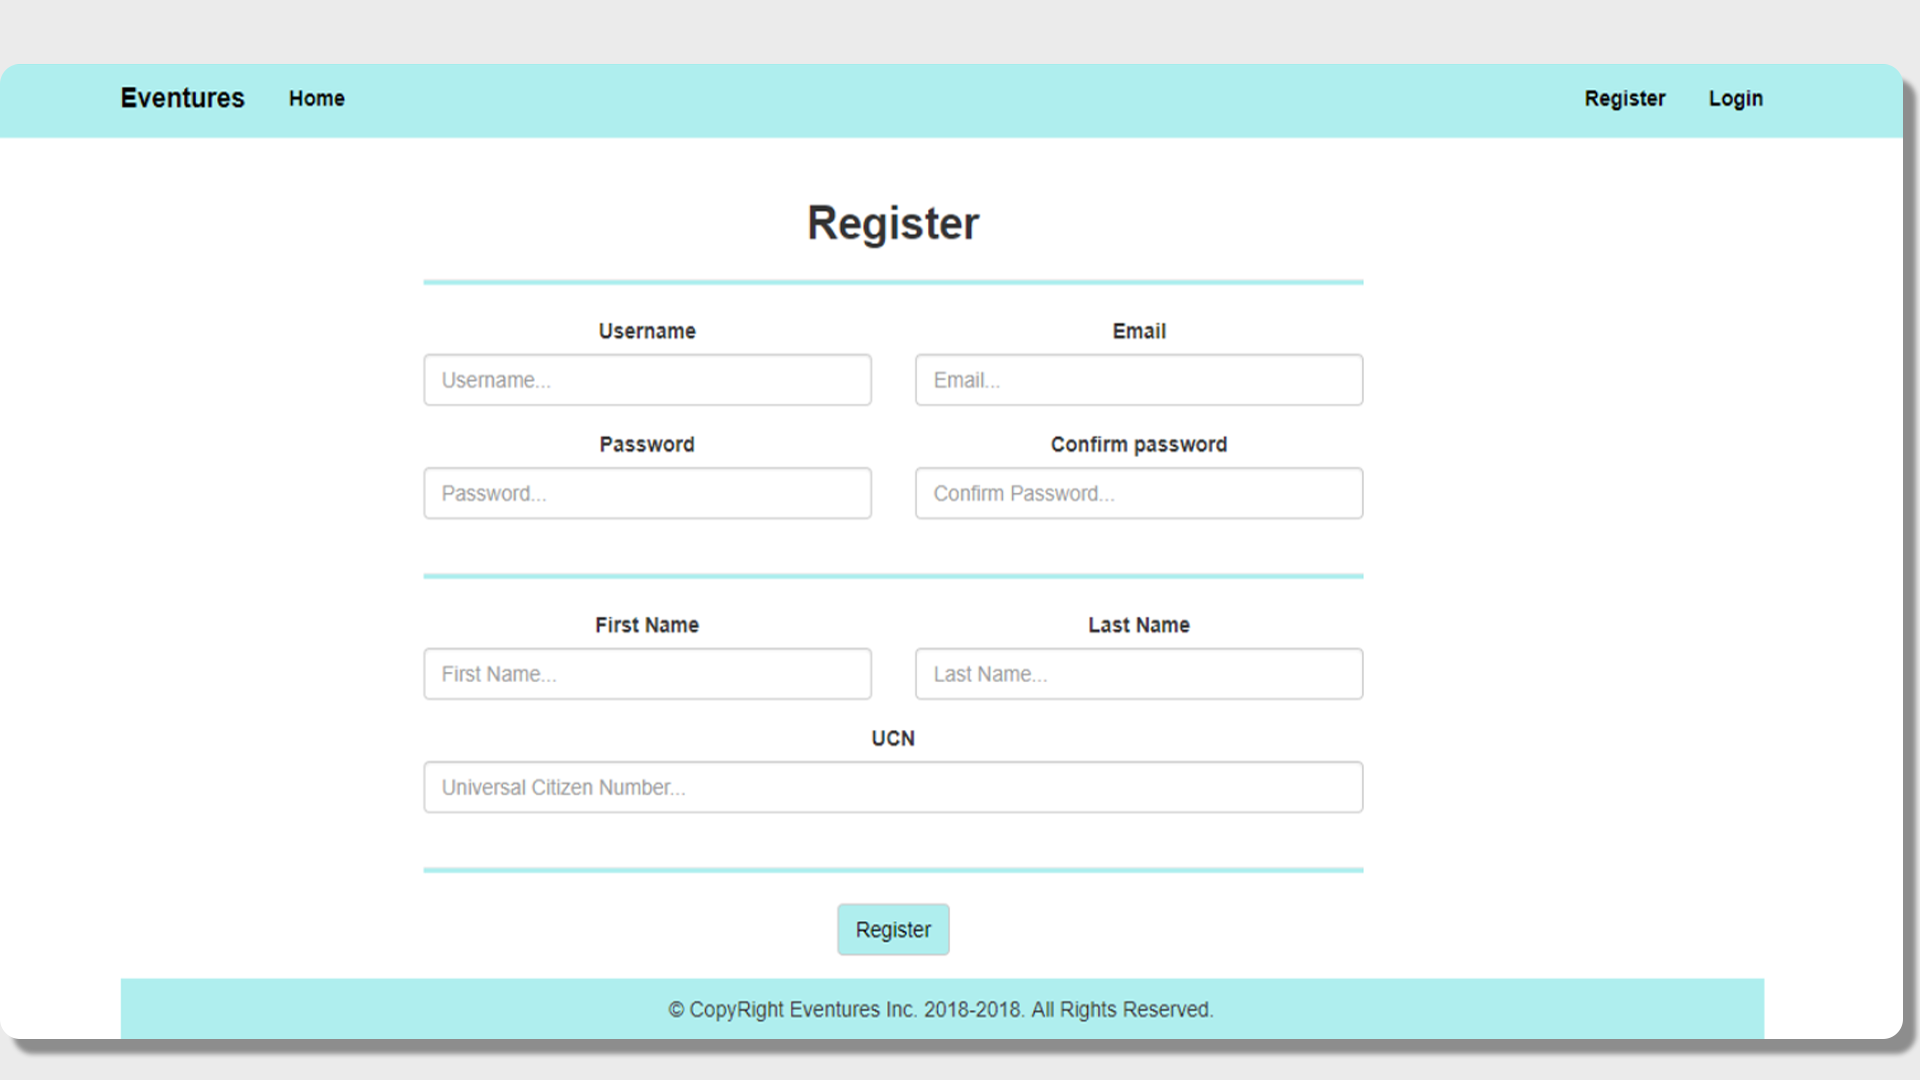 Eventures Home Register Login
Register
Username Email
Username... Email...
Password Confirm password
Password... Confirm Password...
First Name Last Name
First Name... Last Name...
UCN
Universal Citizen Number...
Register
© CopyRight Eventures Inc. 2018-2018. All Rights Reserved.